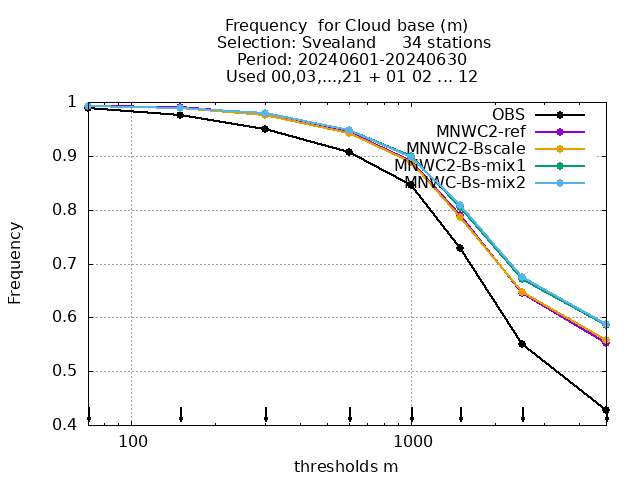 Frequency  for Cloud base (m)
Selection: Svealand     34 stations
Period: 20240601-20240630
Used 00,03,...,21 + 01 02 ... 12
OBS
MNWC2-ref
MNWC2-Bscale
MNWC2-Bs-mix1
MNWC-Bs-mix2
Frequency
1
0.9
0.8
0.7
0.6
0.5
0.4
100
1000
thresholds m